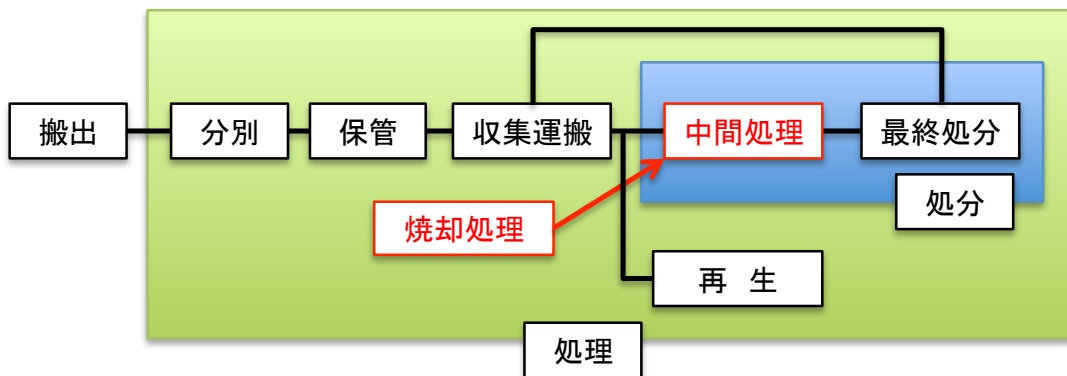 搬出
分別
保管
収集運搬
中間処理
最終処分
処分
焼却処理
再 生
処理